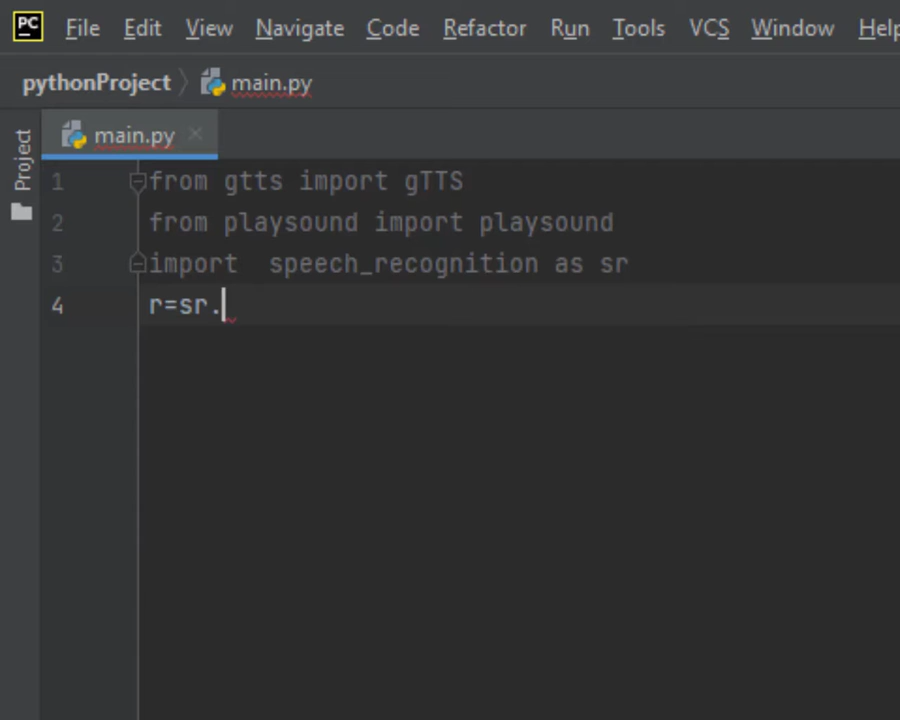 PC File Edit View Navigate Code Refactor Run Tools VCS Window Help
pythonProject main.py
Project
main.py
1 from gtts import gTTS
2 from playsound import playsound
3 import  speech_recognition as sr
4 r=sr.